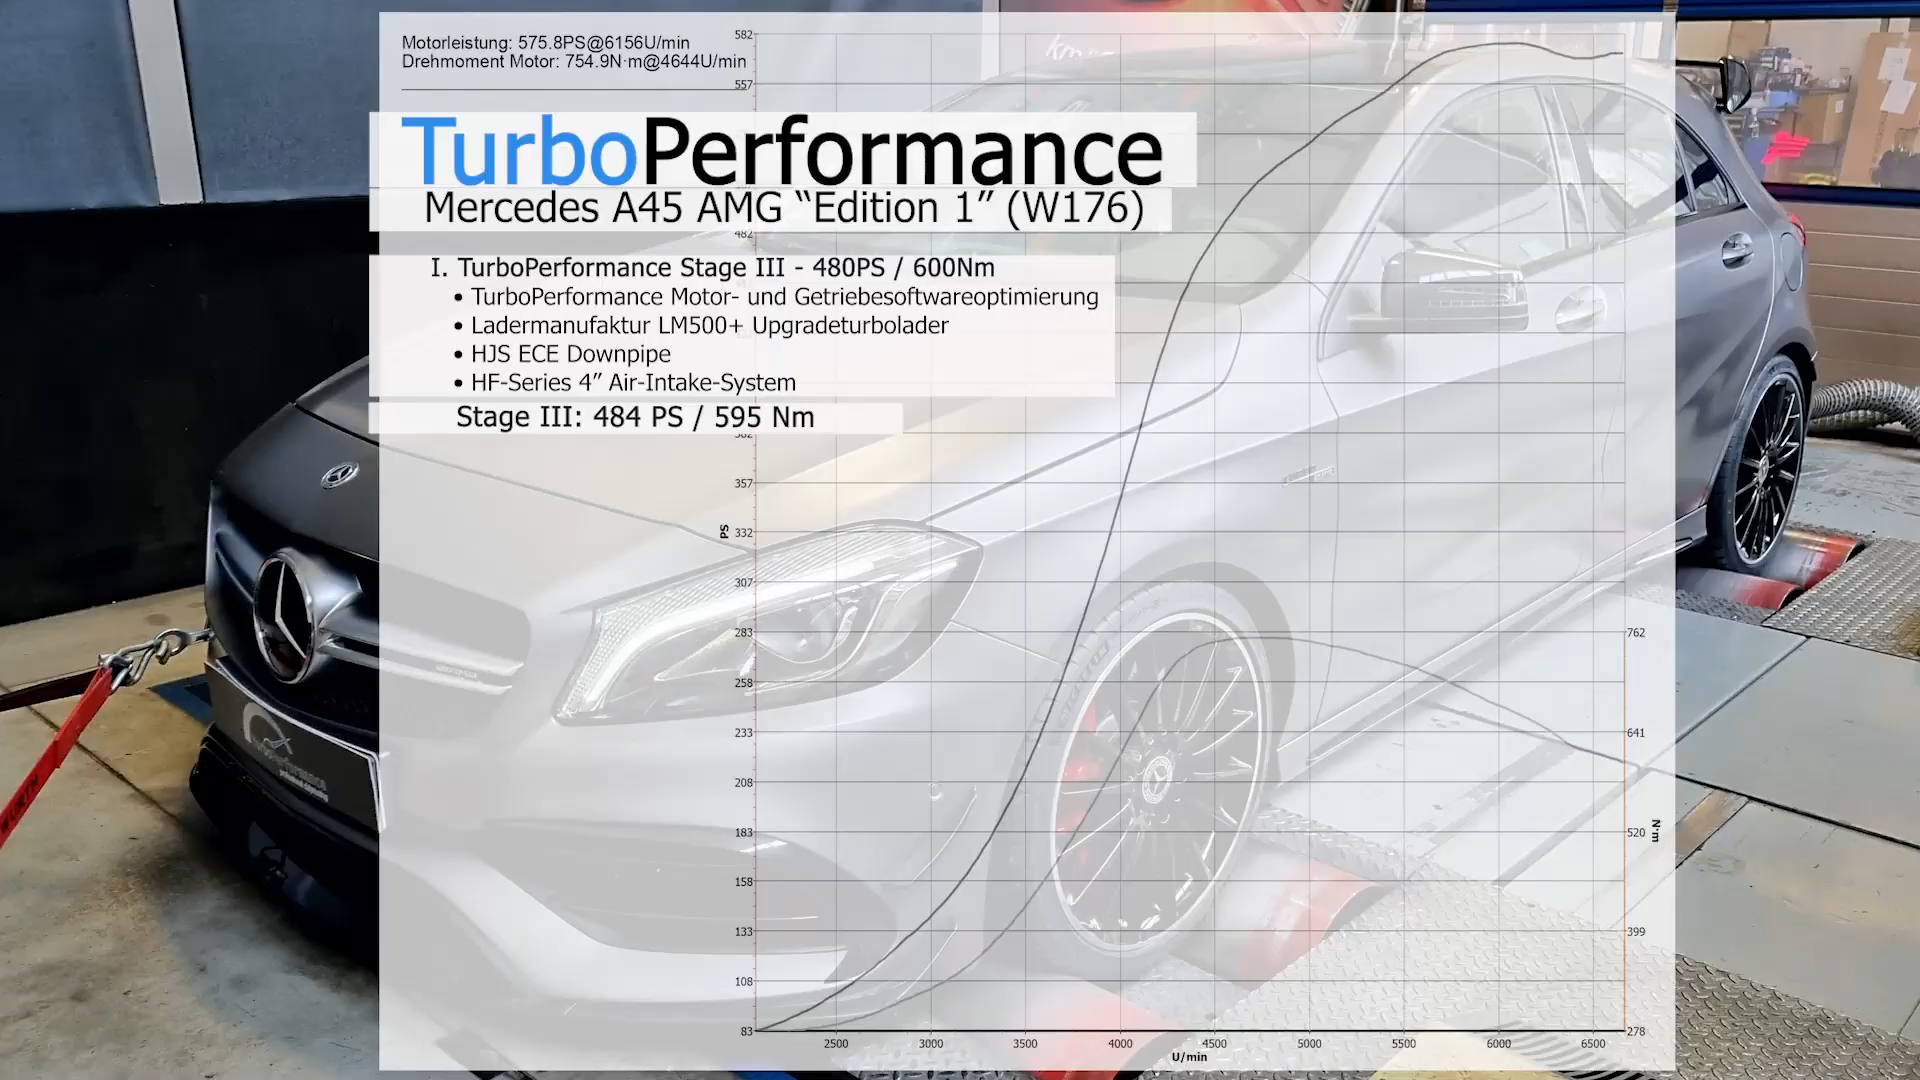 Motorleistung: 575.8PS@6156U/min
Drehmoment Motor: 754.9N·m@4644U/min
TurboPerformance
Mercedes A45 AMG “Edition 1” (W176)
I. TurboPerformance Stage III - 480PS / 600Nm
• TurboPerformance Motor- und Getriebesoftwareoptimierung
• Ladermanufaktur LM500+ Upgradeturbolader
• HJS ECE Downpipe
• HF-Series 4” Air-Intake-System
Stage III: 484 PS / 595 Nm
582
557
482
357
PS
332
307
283
258
233
208
183
158
133
108
83
762
641
520
N·m
399
278
2500 3000 3500 4000 4500 5000 5500 6000 6500
U/min